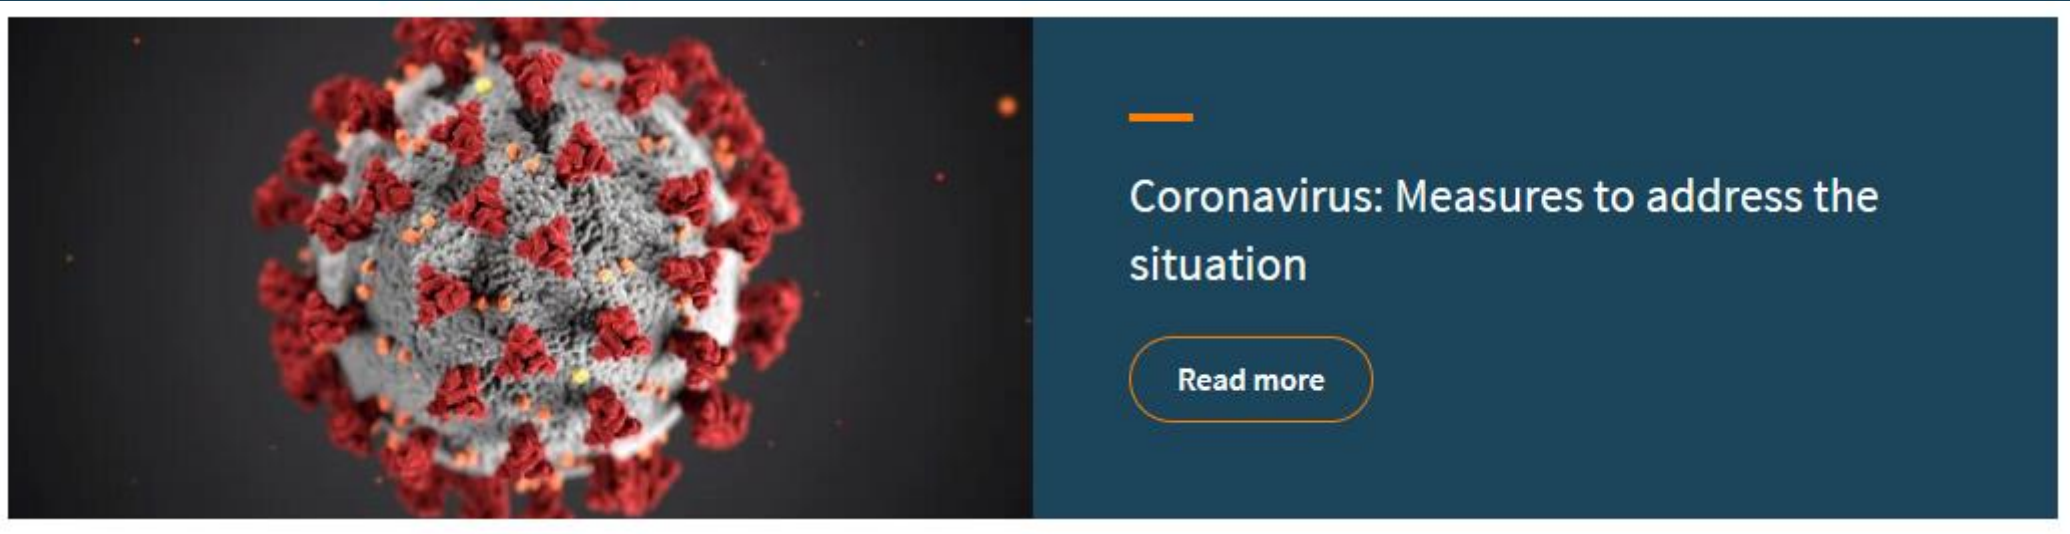 Coronavirus: Measures to address the
situation
Read more